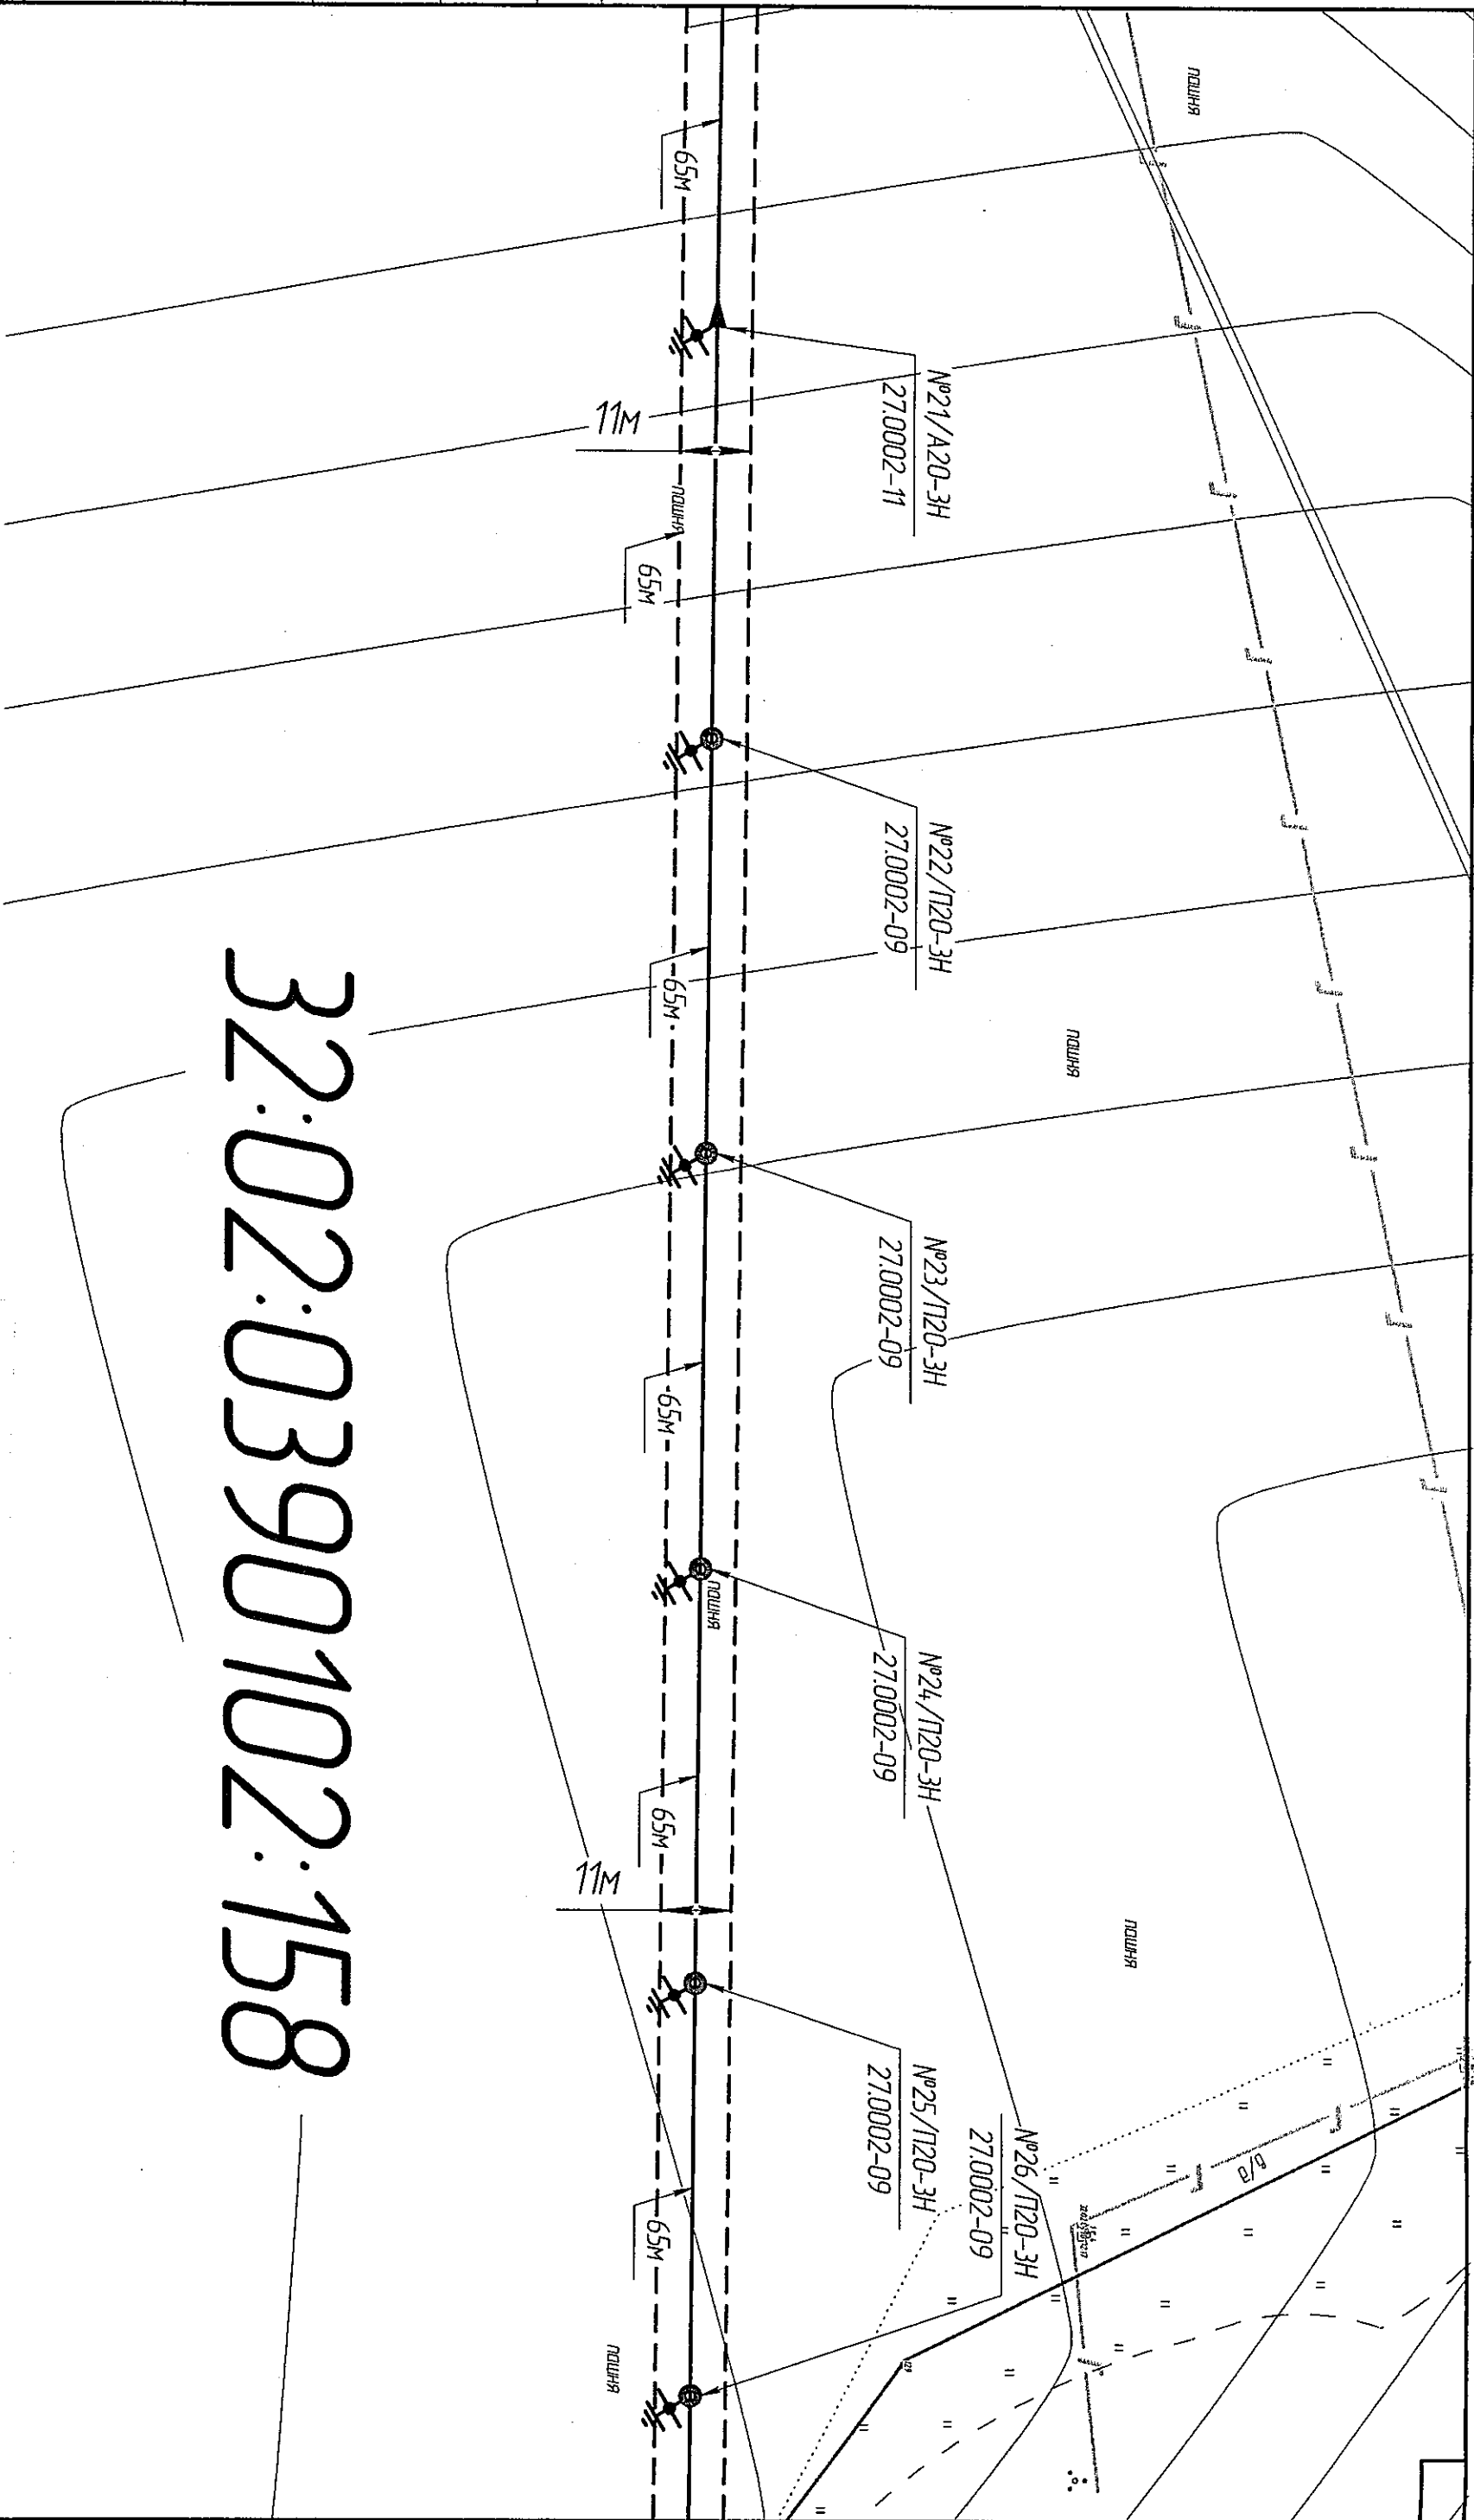 пашня
65м
№21/А20-3Н
27.0002-11
11м
пашня
65м
№22/П20-3Н
27.0002-09
65м
пашня
№23/П20-3Н
27.0002-09
65м
пашня
№24/П20-3Н
27.0002-09
65м
11м
пашня
№25/П20-3Н
27.0002-09
№26/П20-3Н
27.0002-09
65м
пашня
32:02:0390102:158
Г
Г
Г
Г
Г
Г
Г
Г
Г
Г
Г
Г
Г